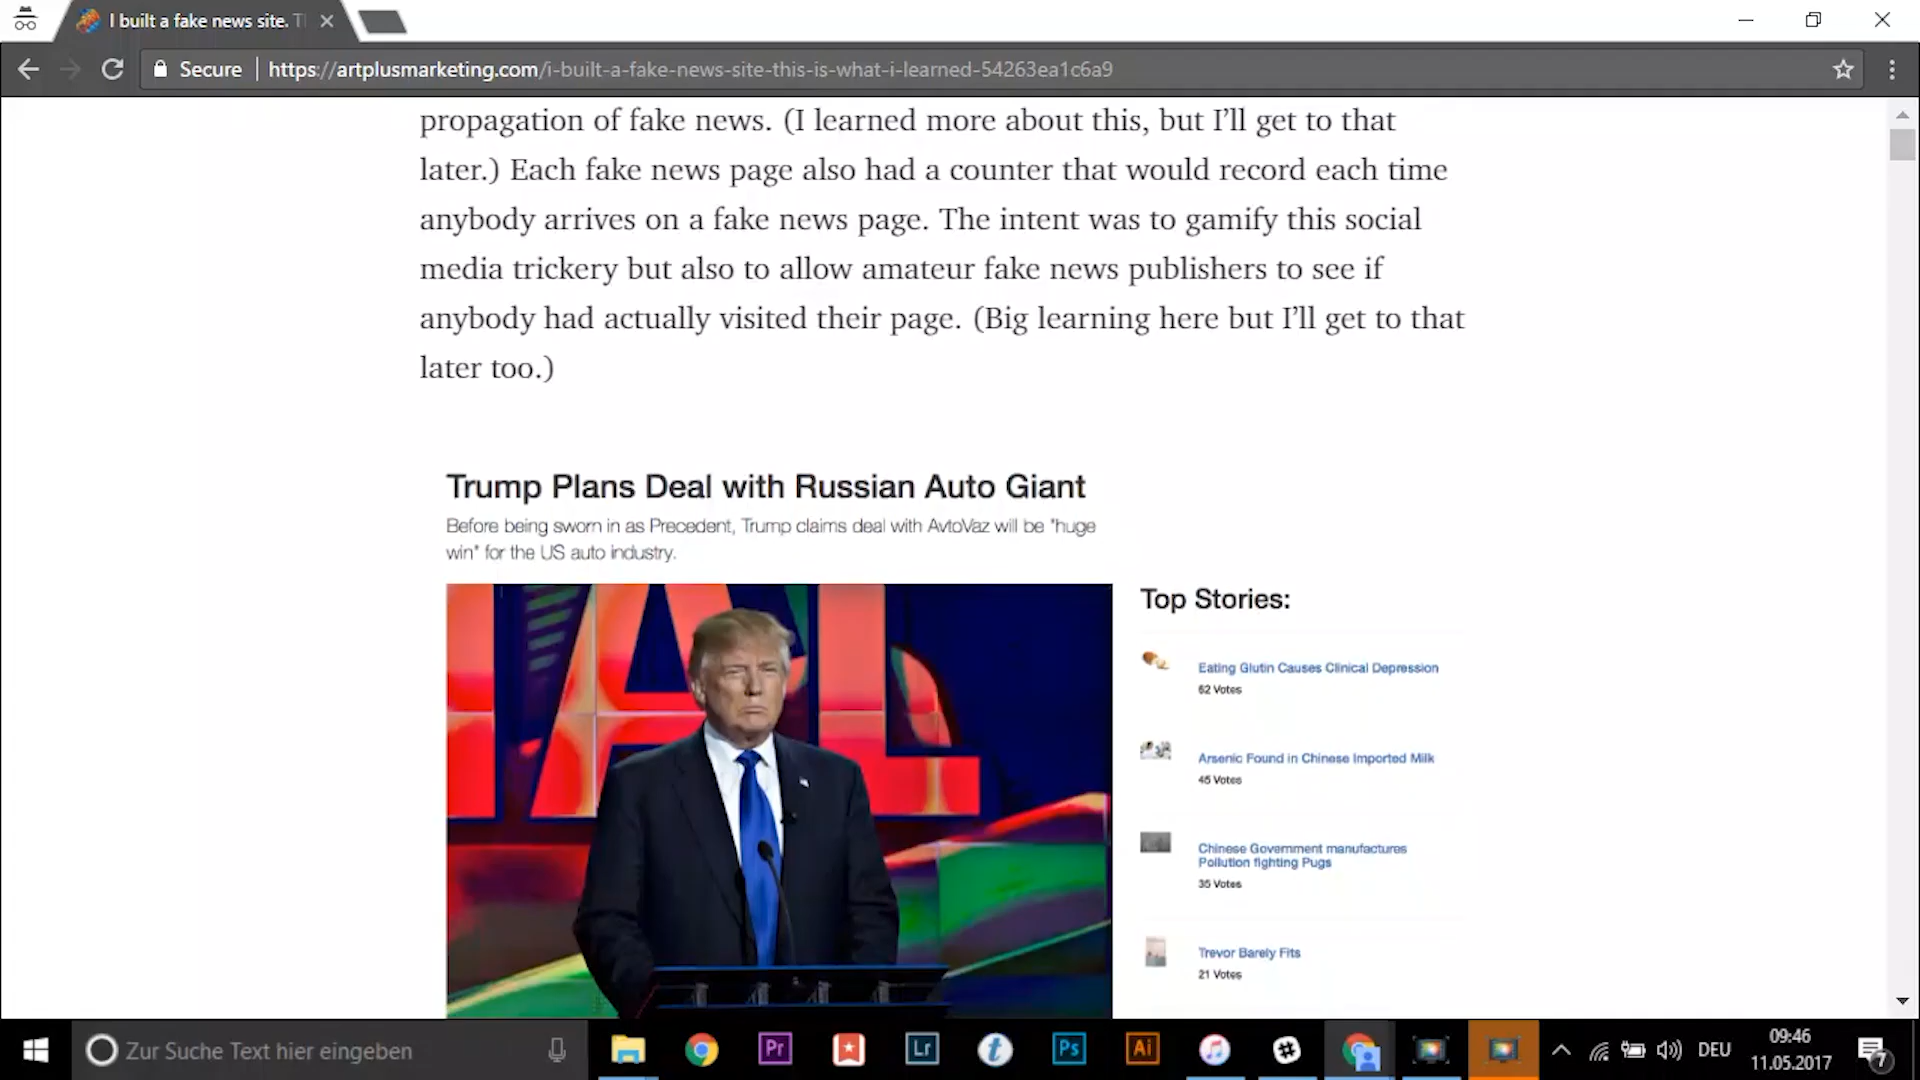 I built a fake news site. T
Secure
https://artplusmarketing.com/i-built-a-fake-news-site-this-is-what-i-learned-54263ea1c6a9
propagation of fake news. (I learned more about this, but I’ll get to that
later.) Each fake news page also had a counter that would record each time
anybody arrives on a fake news page. The intent was to gamify this social
media trickery but also to allow amateur fake news publishers to see if
anybody had actually visited their page. (Big learning here but I’ll get to that
later too.)
Trump Plans Deal with Russian Auto Giant
Before being sworn in as Precedent, Trump claims deal with AvtoVaz will be "huge
win" for the US auto industry.
AL
Top Stories:
Eating Glutin Causes Clinical Depression
62 Votes
Arsenic Found in Chinese Imported Milk
45 Votes
Chinese Government manufactures
Pollution fighting Pugs
35 Votes
Trevor Barely Fits
21 Votes
Zur Suche Text hier eingeben
Pr
Lr
t
Ps
Ai
DEU
09:46
11.05.2017
7